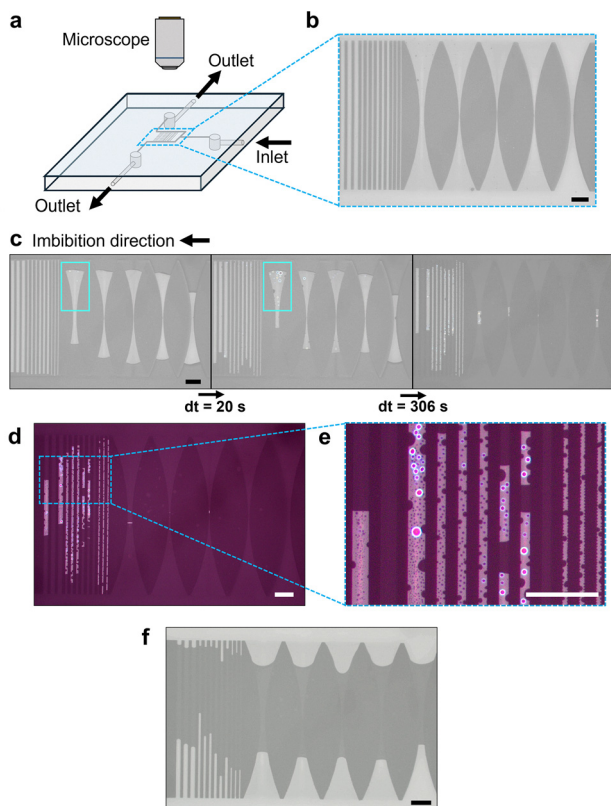 a
Microscope
Outlet
Inlet
Outlet
b
c Imbibition direction
dt = 20 s
dt = 306 s
d
e
f